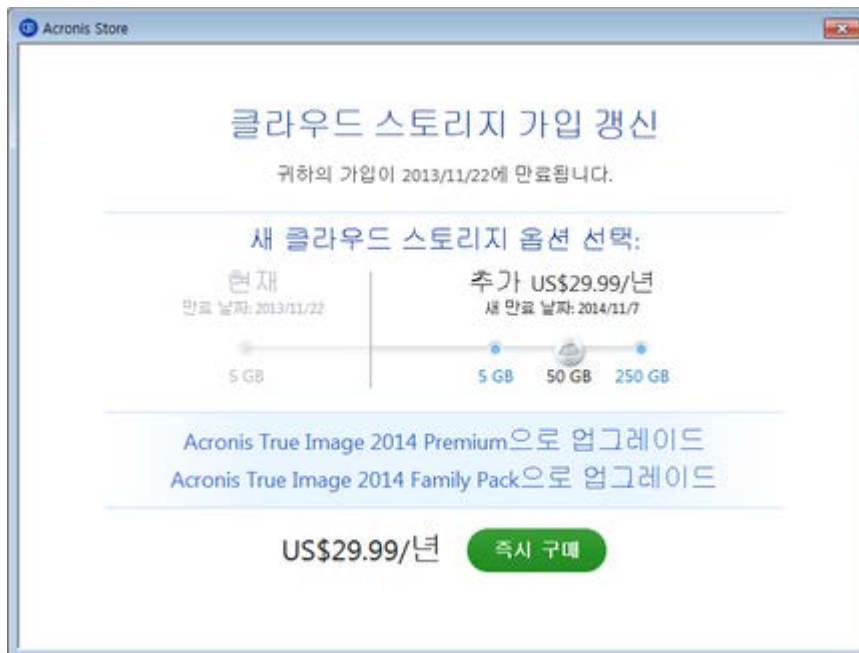 Acronis Store
클라우드 스토리지 가입 갱신
귀하의 가입이 2013/11/22에 만료됩니다.
새 클라우드 스토리지 옵션 선택:
현재
만료 날짜: 2013/11/22
추가 US$29.99/년
새 만료 날짜: 2014/11/7
5 GB
5 GB 50 GB 250 GB
Acronis True Image 2014 Premium으로 업그레이드
Acronis True Image 2014 Family Pack으로 업그레이드
US$29.99/년 즉시 구매